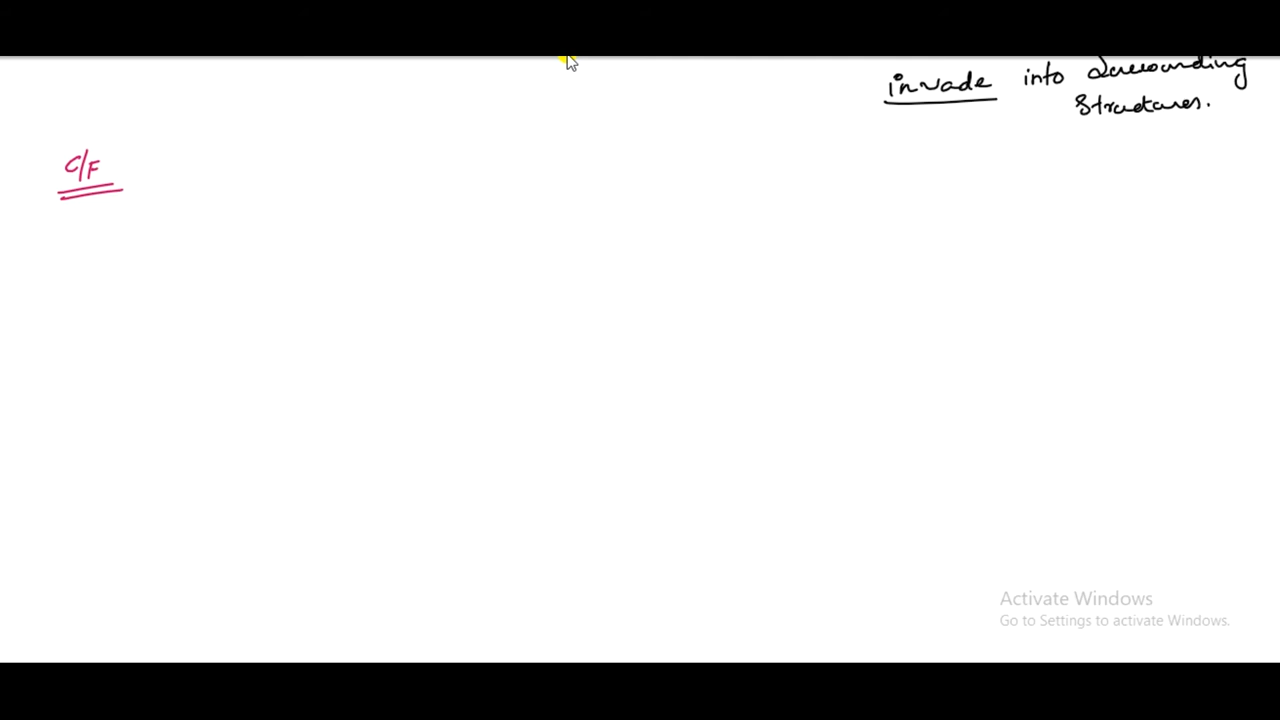 invade into surrounding
structures.
C/F
Activate Windows
Go to Settings to activate Windows.